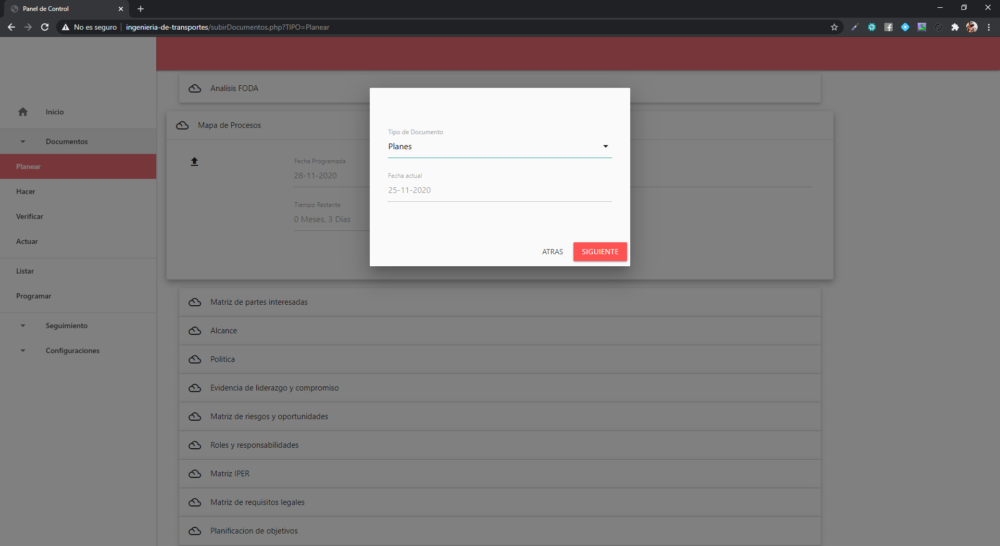 Panel de Control
No es seguro
ingenieria-de-transportes/subirDocumentos.php?TIPO=Planear
Inicio
Documentos
Planear
Hacer
Verificar
Actuar
Listar
Programar
Seguimiento
Configuraciones
Analisis FODA
Mapa de Procesos
Fecha Programada
28-11-2020
Tiempo Restante
0 Meses, 3 Dias
Tipo de Documento
Planes
Fecha actual
25-11-2020
ATRAS
SIGUIENTE
Matriz de partes interesadas
Alcance
Politica
Evidencia de liderazgo y compromiso
Matriz de riesgos y oportunidades
Roles y responsabilidades
Matriz IPER
Matriz de requisitos legales
Planificacion de objetivos